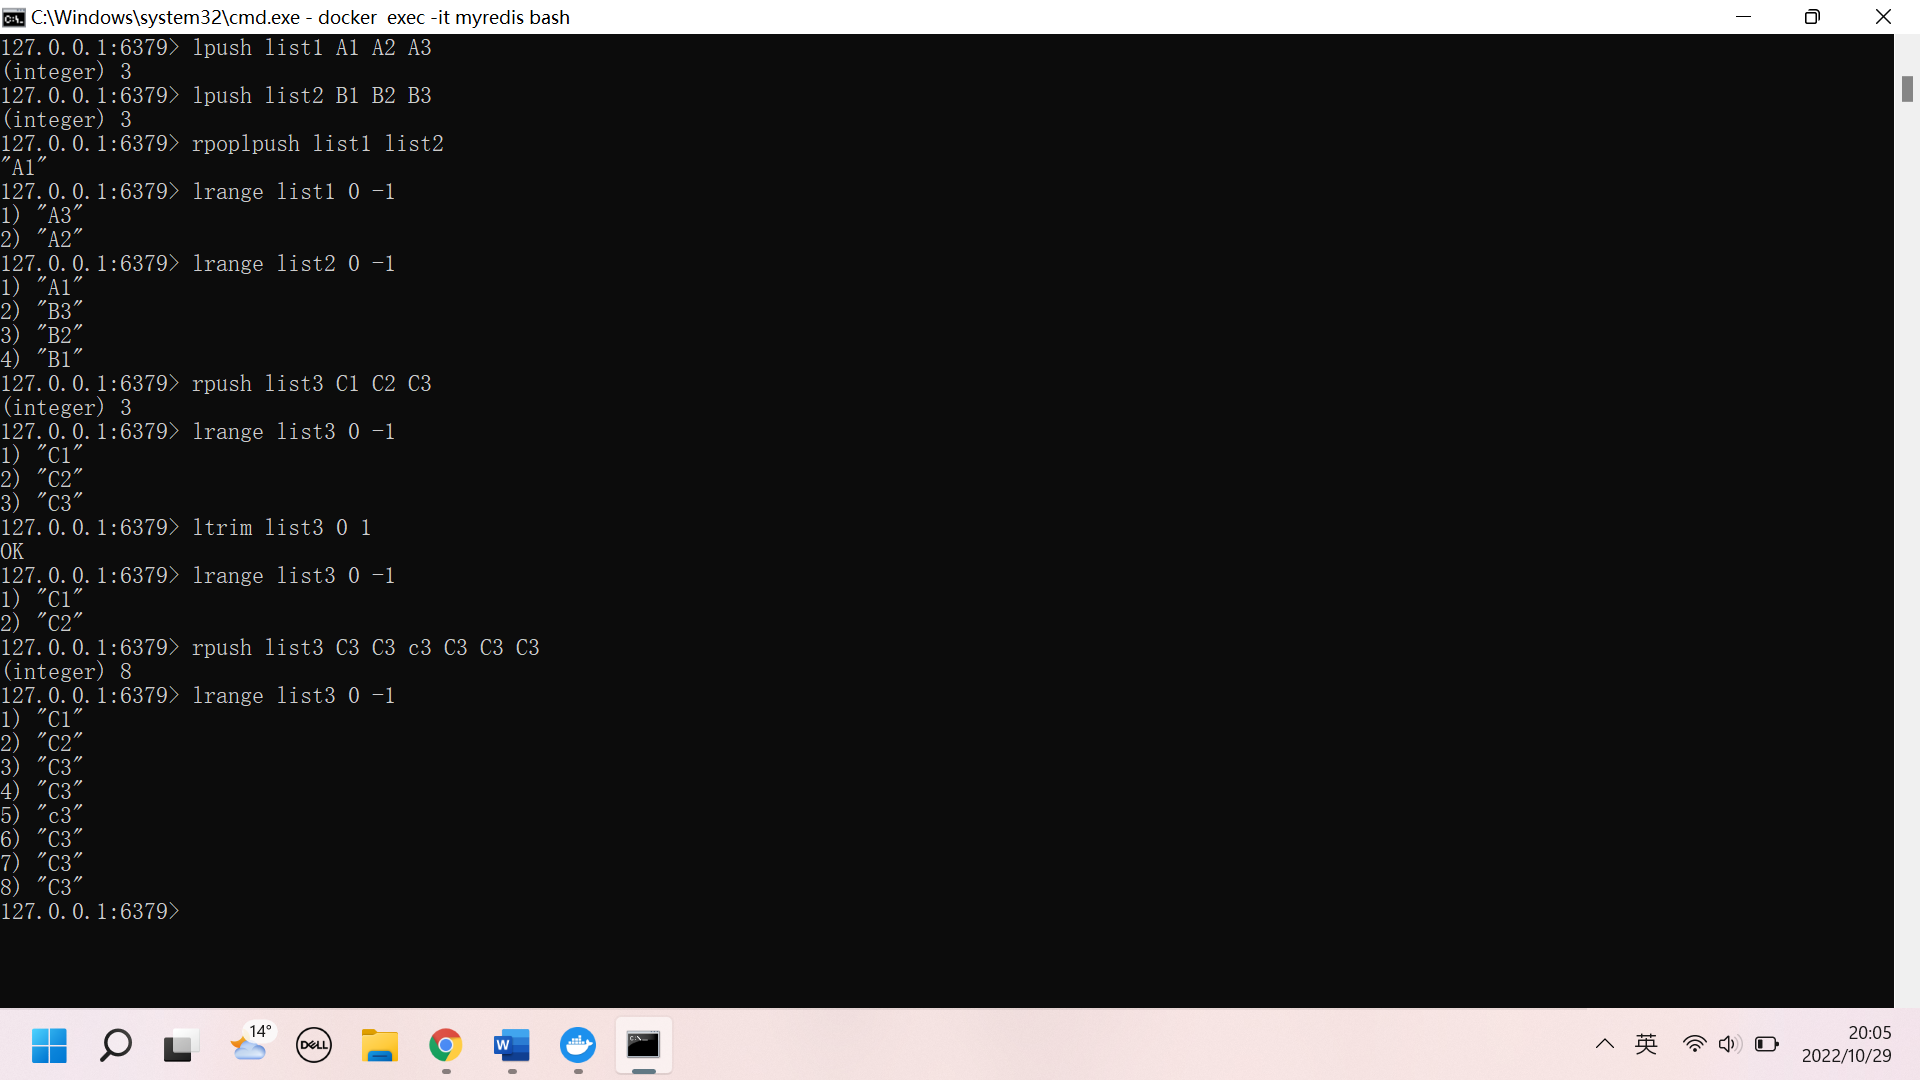 C:\Windows\system32\cmd.exe - docker  exec -it myredis bash
127.0.0.1:6379> lpush list1 A1 A2 A3
(integer) 3
127.0.0.1:6379> lpush list2 B1 B2 B3
(integer) 3
127.0.0.1:6379> rpoplpush list1 list2
"A1"
127.0.0.1:6379> lrange list1 0 -1
1) "A3"
2) "A2"
127.0.0.1:6379> lrange list2 0 -1
1) "A1"
2) "B3"
3) "B2"
4) "B1"
127.0.0.1:6379> rpush list3 C1 C2 C3
(integer) 3
127.0.0.1:6379> lrange list3 0 -1
1) "C1"
2) "C2"
3) "C3"
127.0.0.1:6379> ltrim list3 0 1
OK
127.0.0.1:6379> lrange list3 0 -1
1) "C1"
2) "C2"
127.0.0.1:6379> rpush list3 C3 C3 c3 C3 C3 C3
(integer) 8
127.0.0.1:6379> lrange list3 0 -1
1) "C1"
2) "C2"
3) "C3"
4) "C3"
5) "c3"
6) "C3"
7) "C3"
8) "C3"
127.0.0.1:6379>
14°
DELL
W
英
20:05
2022/10/29